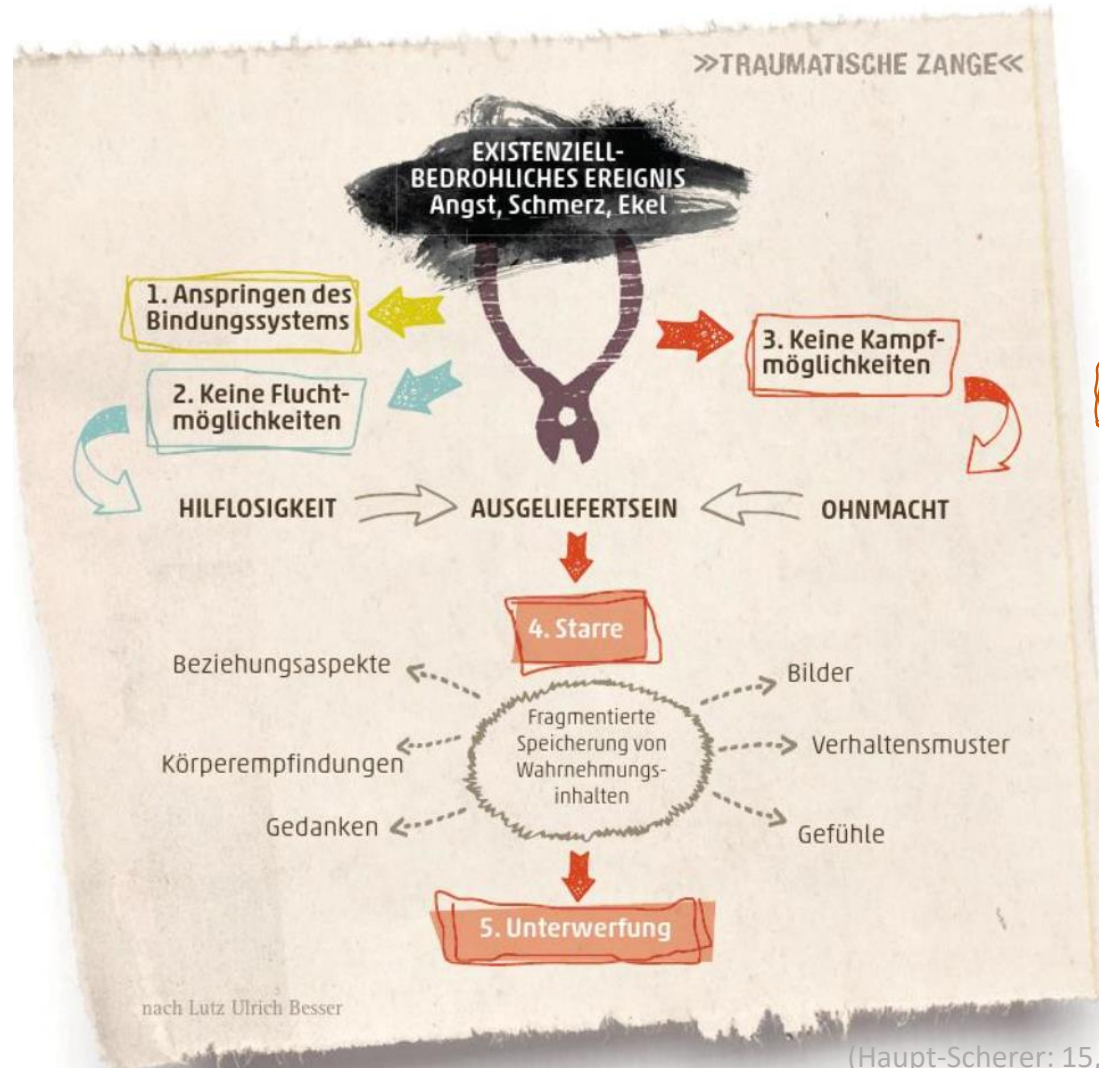 »TRAUMATISCHE ZANGE«
EXISTENZIELL-
BEDROHLICHES EREIGNIS
Angst, Schmerz, Ekel
1. Anspringen des
Bindungssystems
2. Keine Flucht-
möglichkeiten
3. Keine Kampf-
möglichkeiten
HILFLOSIGKEIT
AUSGELIEFERTSEIN
OHNMACHT
4. Starre
Beziehungsaspekte
Körperempfindungen
Gedanken
Fragmentierte
Speicherung von
Wahrnehmungs-
inhalten
Bilder
Verhaltensmuster
Gefühle
5. Unterwerfung
nach Lutz Ulrich Besser
(Haupt-Scherer: 15,